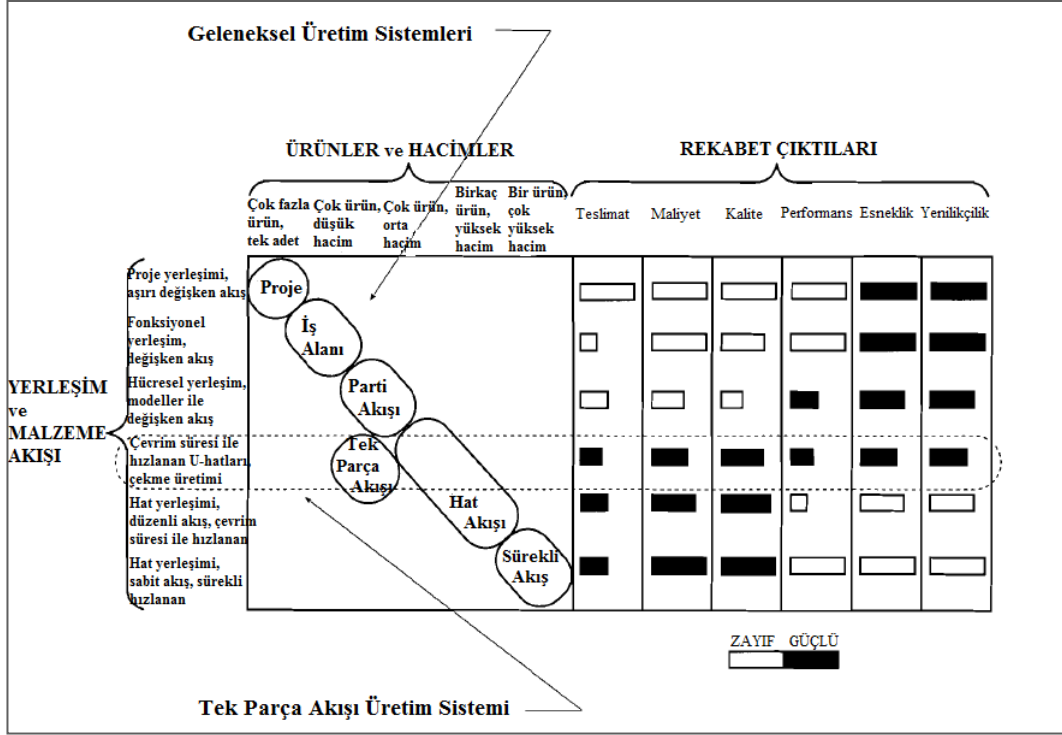 Geleneksel Üretim Sistemleri
ÜRÜNLER ve HACİMLER
REKABET ÇIKTILARI
Çok fazla
ürün,
tek adet
Çok ürün,
düşük
hacim
Çok ürün,
orta
hacim
Birkaç
ürün,
yüksek
hacim
Bir ürün,
çok
yüksek
hacim
Teslimat
Maliyet
Kalite
Performans
Esneklik
Yenilikçilik
YERLEŞİM
ve
MALZEME
AKIŞI
Proje yerleşimi,
aşırı değişken akış
Fonksiyonel
yerleşim,
değişken akış
Hücresel yerleşim,
modeller ile
değişken akış
Çevrim süresi ile
hızlanan U-hatları,
çekme üretimi
Hat yerleşimi,
düzenli akış, çevrim
süresi ile hızlanan
Hat yerleşimi,
sabit akış, sürekli
hızlanan
Proje
İş
Alanı
Parti
Akışı
Tek
Parça
Akışı
Hat
Akışı
Sürekli
Akış
ZAYIF GÜÇLÜ
Tek Parça Akışı Üretim Sistemi